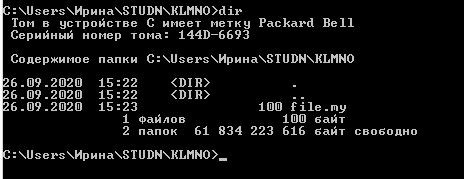 C:\Users\Ирина\STUDN\KLMNO>dir
Том в устройстве C имеет метку Packard Bell
Серийный номер тома: 144D-6693
Содержимое папки C:\Users\Ирина\STUDN\KLMNO
26.09.2020 15:22 <DIR> .
26.09.2020 15:22 <DIR> ..
26.09.2020 15:23 100 file.my
1 файлов 100 байт
2 папок 61 834 223 616 байт свободно
C:\Users\Ирина\STUDN\KLMNO>_